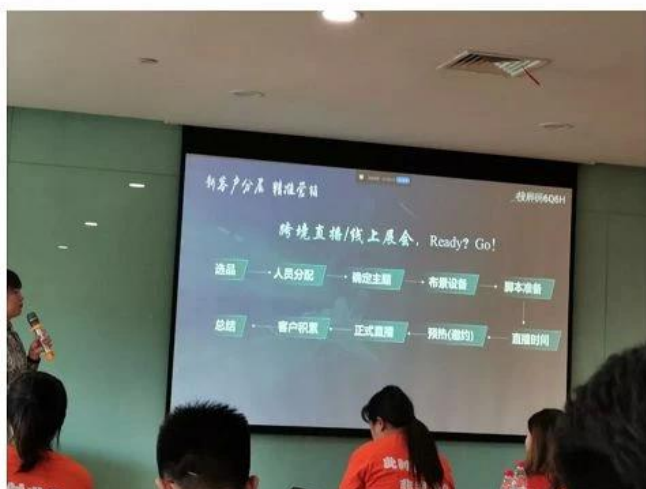 新客户分层 精准营销
跨境直播/线上展会，Ready? Go!
选品 人员分配 确定主题 布景设备 脚本准备
总结 客户积累 正式直播 预热(邀约) 直播时间
此时